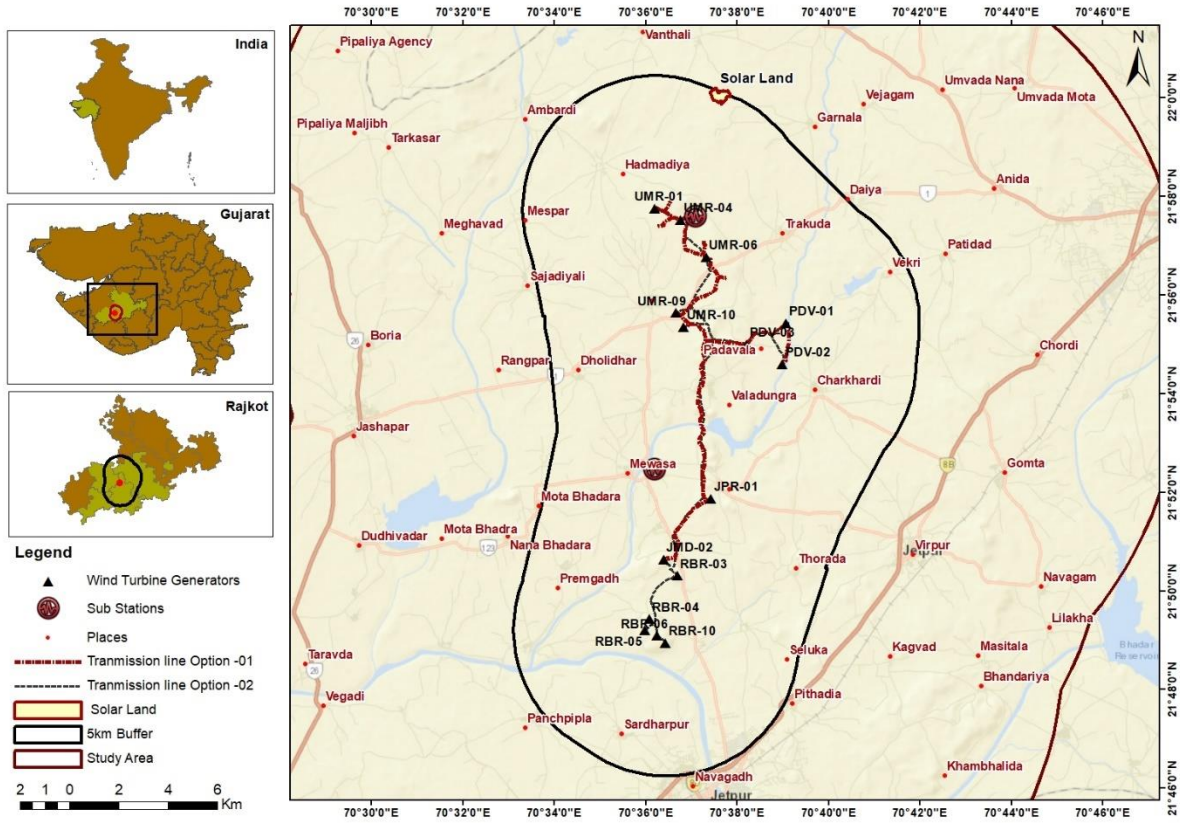 70°30'0"E 70°32'0"E 70°34'0"E 70°36'0"E 70°38'0"E 70°40'0"E 70°42'0"E 70°44'0"E 70°46'0"E
India
Gujarat
Rajkot
Legend
Wind Turbine Generators
Sub Stations
Places
Tranmission line Option -01
Tranmission line Option -02
Solar Land
5km Buffer
Study Area
2 1 0 2 4 6
Km
N
Vanthali
Pipaliya Agency
Solar Land
Umvada Nana
Umvada Mota
Vejagam
Ambardi
Garnala
Pipaliya Maljibh
Tarkasar
Hadmadiya
Anida
Daiya
1
UMR-01
UMR-04
Mespar
Meghavad
Trakuda
Patidad
UMR-06
Vekri
Sajadiyali
UMR-09
UMR-10
PDV-01
PDV-03
Boria
26
Padavala
PDV-02
Chordi
Rangpar
Dholidhar
Charkhardi
Valadungra
Jashapar
8B
Mewasa
Gomta
JPR-01
Mota Bhadara
Dudhivadar
Mota Bhadra
123
Nana Bhadara
JMD-02
RBR-03
Virpur
Jetpur
Thorada
Premgadh
Navagam
RBR-04
RBR-06
RBR-05
RBR-10
Lilakha
Bhadar
Reservoir
Taravda
26
Seluka
Kagvad
Masitala
Bhandariya
Vegadi
Pithadia
Panchpipla
Sardharpur
Khambhalida
Navagadh
Jetpur
22°0'0"N
21°58'0"N
21°56'0"N
21°54'0"N
21°52'0"N
21°50'0"N
21°48'0"N
21°46'0"N